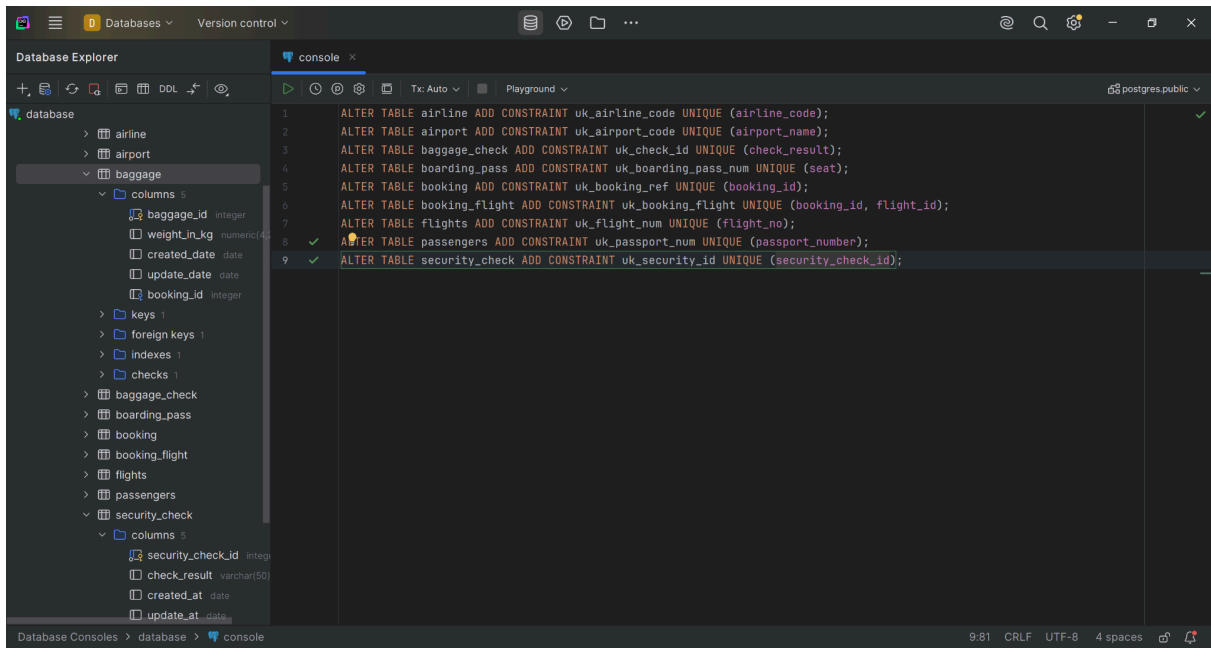 D Databases Version control
Database Explorer
console ×
DDL
Tx: Auto Playground postgres.public
database
airline
airport
baggage
columns 5
baggage_id integer
weight_in_kg numeric(4,2
created_date date
update_date date
booking_id integer
keys 1
foreign keys 1
indexes 1
checks 1
baggage_check
boarding_pass
booking
booking_flight
flights
passengers
security_check
columns 5
security_check_id integ
check_result varchar(50)
created_at date
update_at date
1 ALTER TABLE airline ADD CONSTRAINT uk_airline_code UNIQUE (airline_code);
2 ALTER TABLE airport ADD CONSTRAINT uk_airport_code UNIQUE (airport_name);
3 ALTER TABLE baggage_check ADD CONSTRAINT uk_check_id UNIQUE (check_result);
4 ALTER TABLE boarding_pass ADD CONSTRAINT uk_boarding_pass_num UNIQUE (seat);
5 ALTER TABLE booking ADD CONSTRAINT uk_booking_ref UNIQUE (booking_id);
6 ALTER TABLE booking_flight ADD CONSTRAINT uk_booking_flight UNIQUE (booking_id, flight_id);
7 ALTER TABLE flights ADD CONSTRAINT uk_flight_num UNIQUE (flight_no);
8 ALTER TABLE passengers ADD CONSTRAINT uk_passport_num UNIQUE (passport_number);
9 ALTER TABLE security_check ADD CONSTRAINT uk_security_id UNIQUE (security_check_id);
Database Consoles > database > console 9:81 CRLF UTF-8 4 spaces